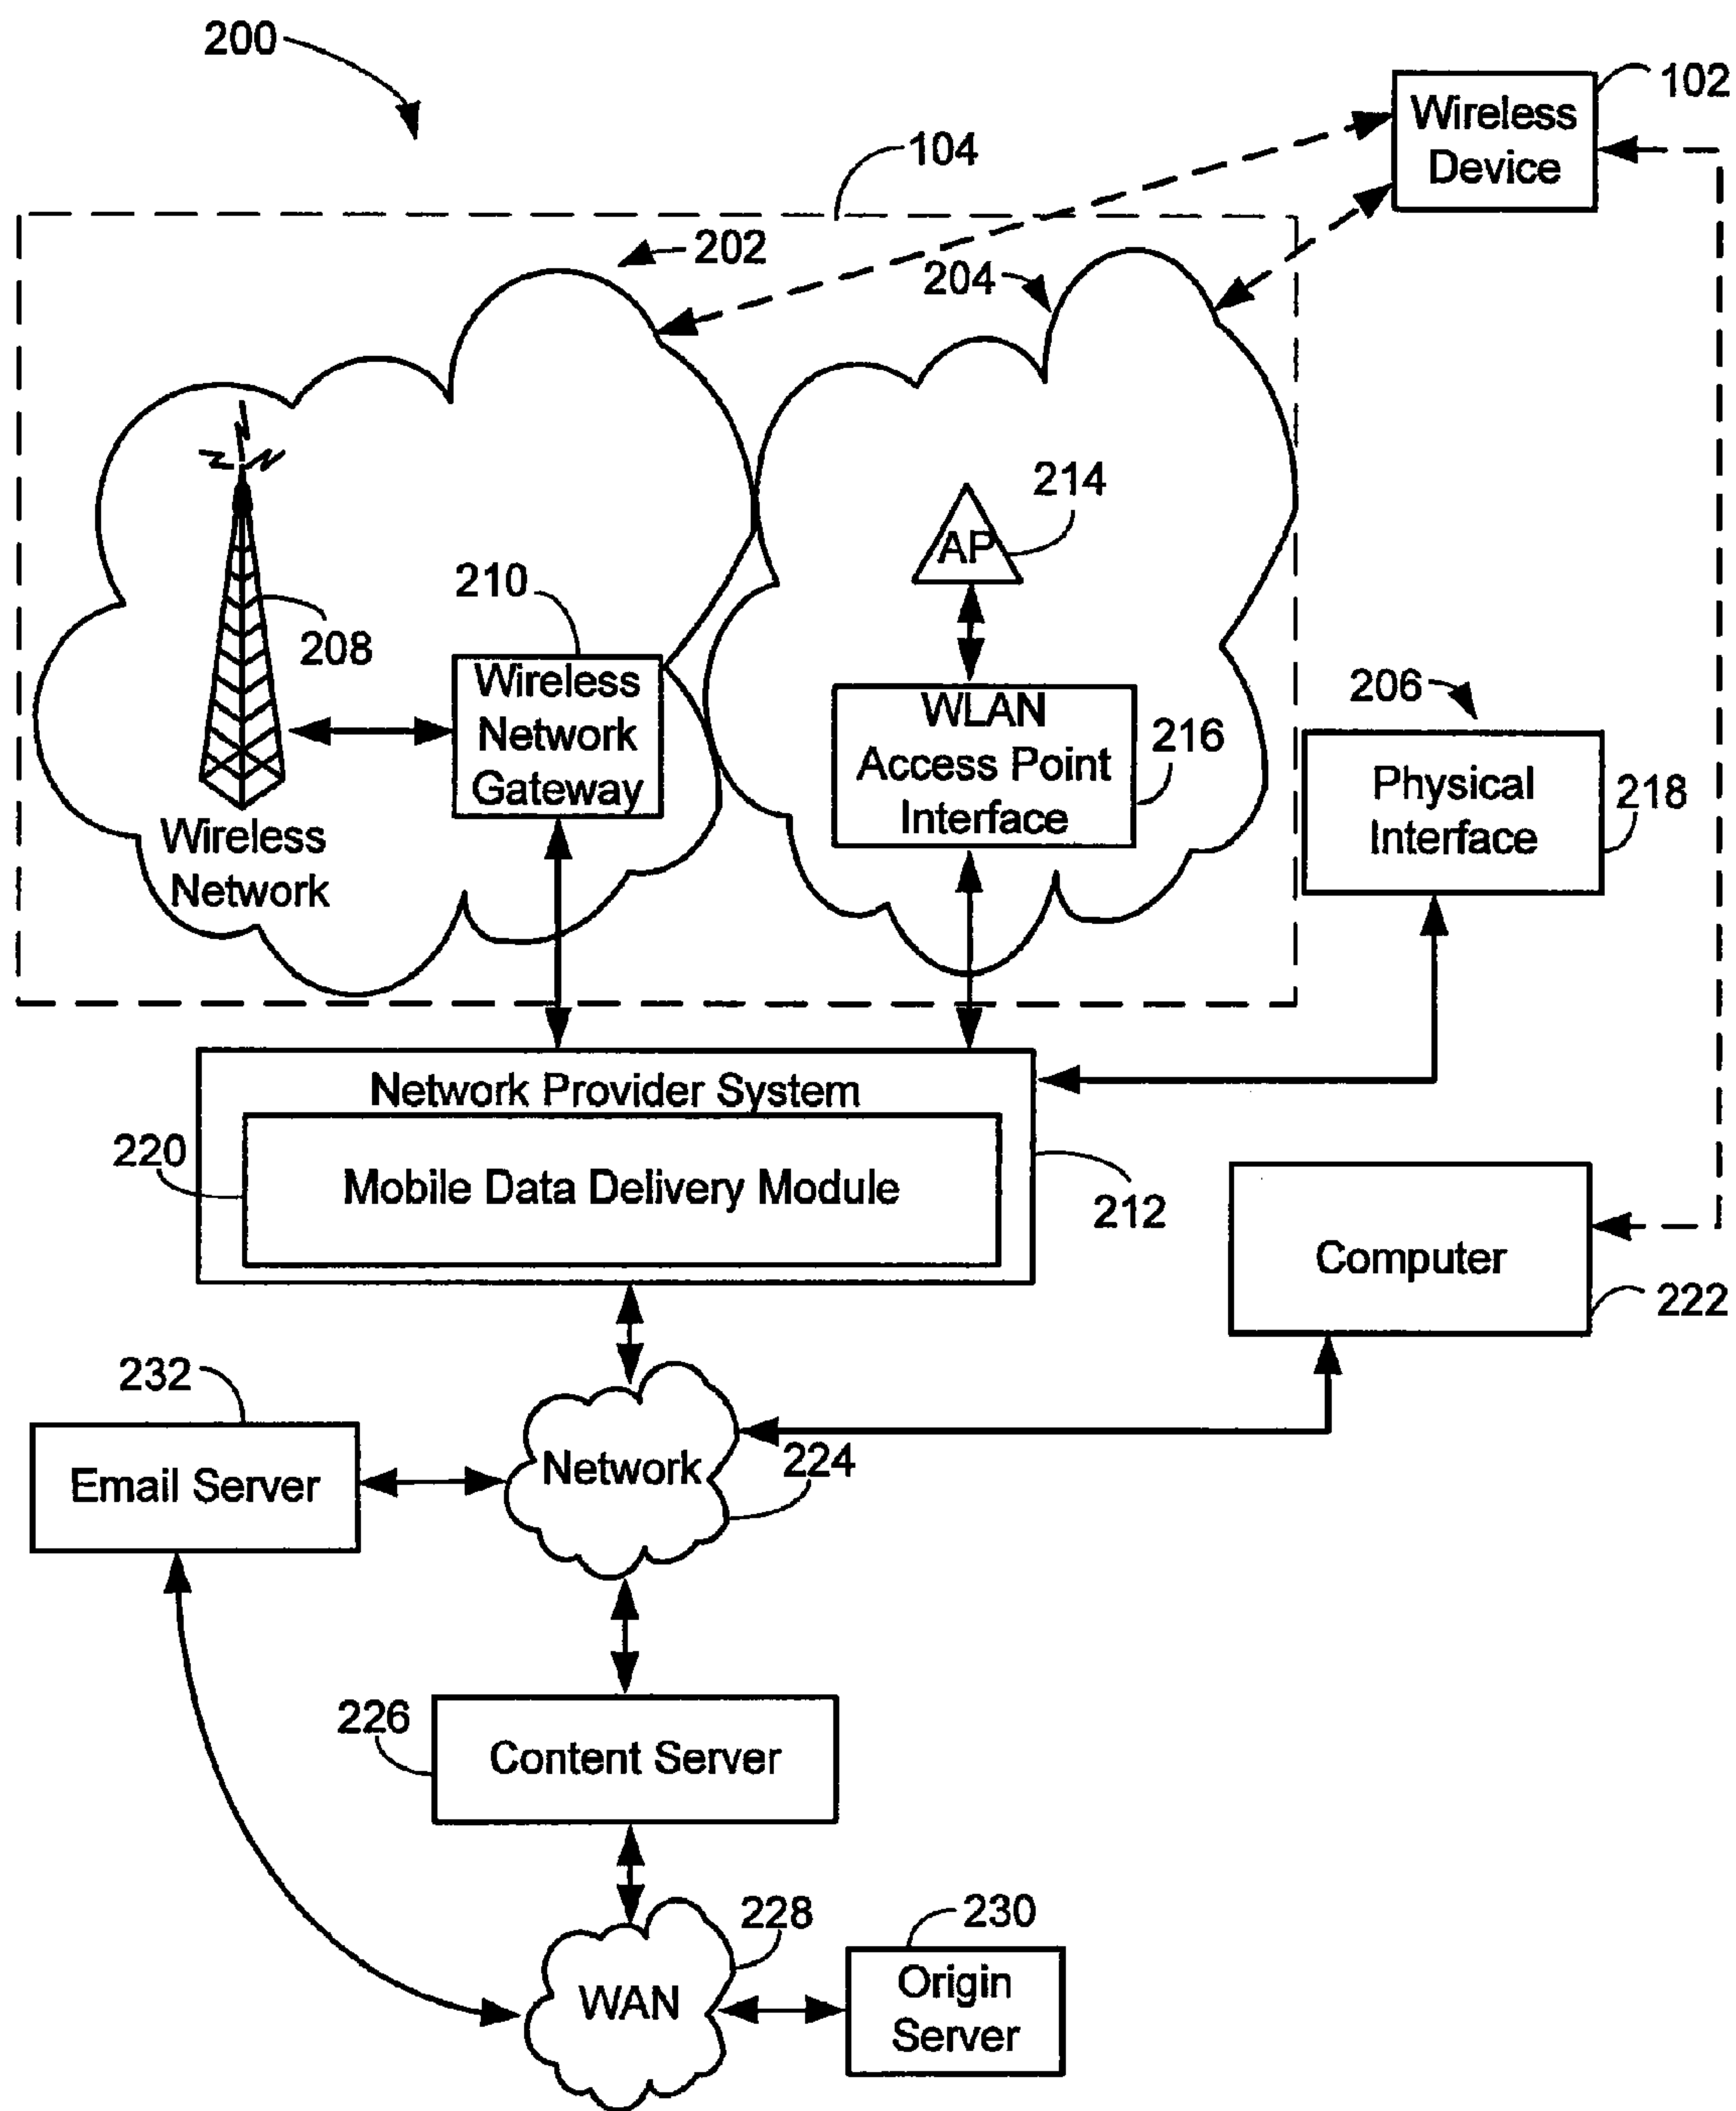 200
102
Wireless
Device
104
202
204
214
AP
210
208
Wireless
Network
Gateway
WLAN
Access Point
Interface
216
206
Physical
Interface
218
Wireless
Network
Network Provider System
220
Mobile Data Delivery Module
212
Computer
222
232
Email Server
Network
224
226
Content Server
228
WAN
230
Origin
Server